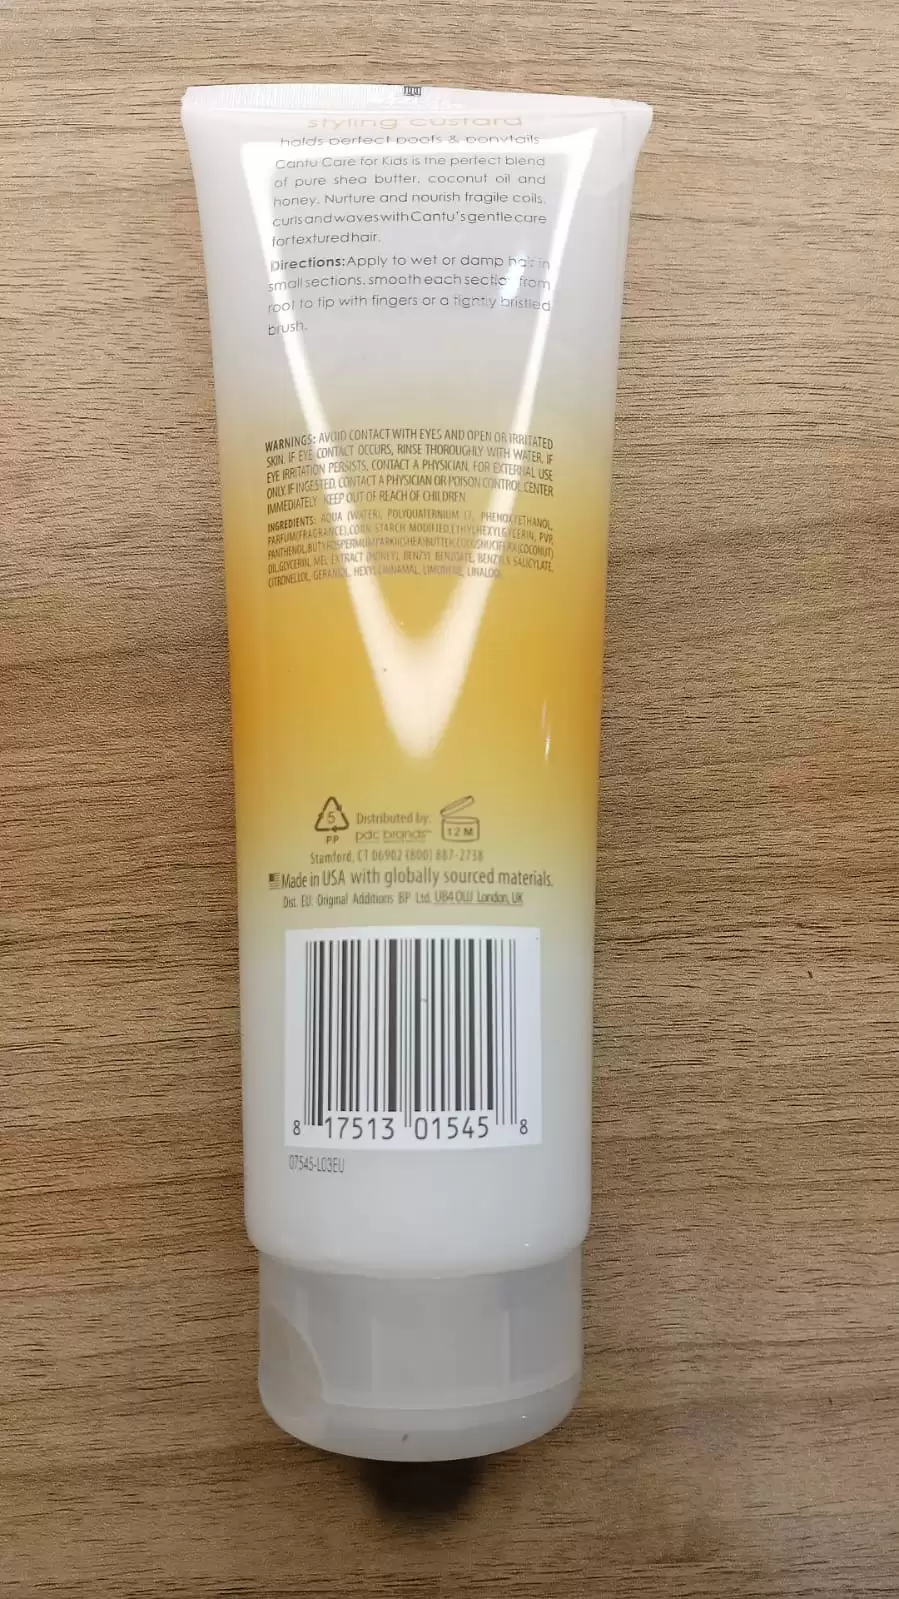 styling custard
holds perfect poofs & ponytails
Cantu Care for Kids is the perfect blend
of pure shea butter, coconut oil and
honey. Nurture and nourish fragile coils,
curls and waves with Cantu's gentle care
for textured hair.
Directions: Apply to wet or damp hair in
small sections, smooth each section from
root to tip with fingers or a tightly bristled
brush.
WARNINGS: AVOID CONTACT WITH EYES AND OPEN OR IRRITATED
SKIN. IF EYE CONTACT OCCURS, RINSE THOROUGHLY WITH WATER. IF
EYE IRRITATION PERSISTS, CONTACT A PHYSICIAN. FOR EXTERNAL USE
ONLY. IF INGESTED, CONTACT A PHYSICIAN OR POISON CONTROL CENTER
IMMEDIATELY. KEEP OUT OF REACH OF CHILDREN
INGREDIENTS: AQUA (WATER), POLYQUATERNIUM 37, PHENOXYETHANOL,
PARFUM(FRAGRANCE),CORN STARCH MODIFIED,ETHYLHEXYLGLYCERIN, PVP,
PANTHENOL,BUTYROSPERMUM PARKII(SHEA)BUTTER,COCOS NUCIFERA(COCONUT)
OIL,GLYCERIN, MEL EXTRACT (HONEY), BENZYL BENZOATE, BENZYL SALICYLATE,
CITRONELLOL, GERANIOL, HEXYL CINNAMAL, LIMONENE, LINALOOL
5
PP
Distributed by:
pdc brands™
12 M
Stamford, CT 06902 (800) 887-2738
Made in USA with globally sourced materials.
Dist. EU: Original Additions BP Ltd. UB4 0UJ London, UK
8 17513 01545 8
07545-L03EU